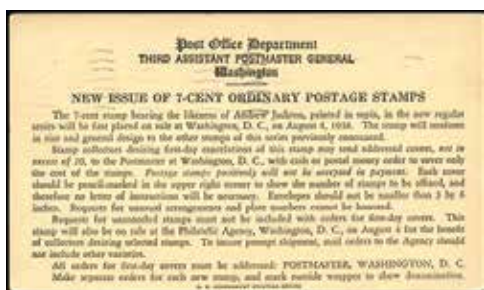 Post Office Department
THIRD ASSISTANT POSTMASTER GENERAL
Washington
NEW ISSUE OF 7-CENT ORDINARY POSTAGE STAMPS
The 7-cent stamp bearing the likeness of Andrew Jackson, printed in sepia, in the new regular
series will be first placed on sale at Washington, D. C., on August 4, 1938. The stamp will conform
in size and general design to the other stamps of this series previously announced.
Stamp collectors desiring first-day cancelations of this stamp may send addressed covers, not in
excess of 10, to the Postmaster at Washington, D. C., with cash or postal money order to cover only
the cost of the stamps. Postage stamps positively will not be accepted in payment. Each cover
should be pencil-marked in the upper right corner to show the number of stamps to be affixed, and
therefore no letter of instructions will be necessary. Envelopes should not be smaller than 3 by 6
inches. Requests for unusual arrangements and plate numbers cannot be honored.
Requests for uncanceled stamps must not be included with orders for first-day covers. This
stamp will also be on sale at the Philatelic Agency, Washington, D. C., on August 4 for the benefit
of collectors desiring selected stamps. To insure prompt shipment, mail orders to the Agency should
not include other varieties.
All orders for first-day covers must be addressed: POSTMASTER, WASHINGTON, D. C.
Make separate orders for each new stamp, and mark outside wrapper to show denomination.